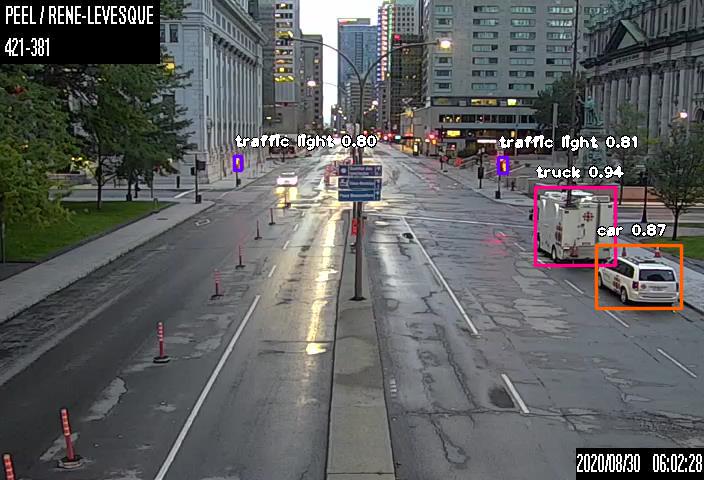 PEEL / RENE-LEVESQUE
421-381
traffic light 0.80
traffic light 0.81
truck 0.94
car 0.87
2020/08/30 06:02:28